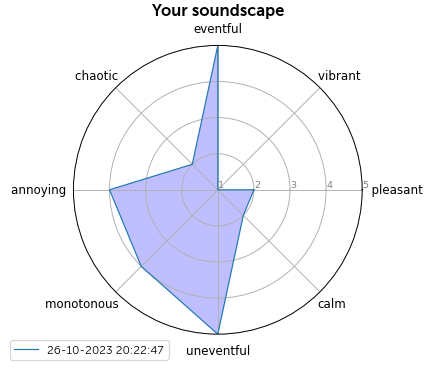 Your soundscape
eventful
chaotic
vibrant
annoying
1 2 3 4 5
pleasant
monotonous
calm
uneventful
26-10-2023 20:22:47